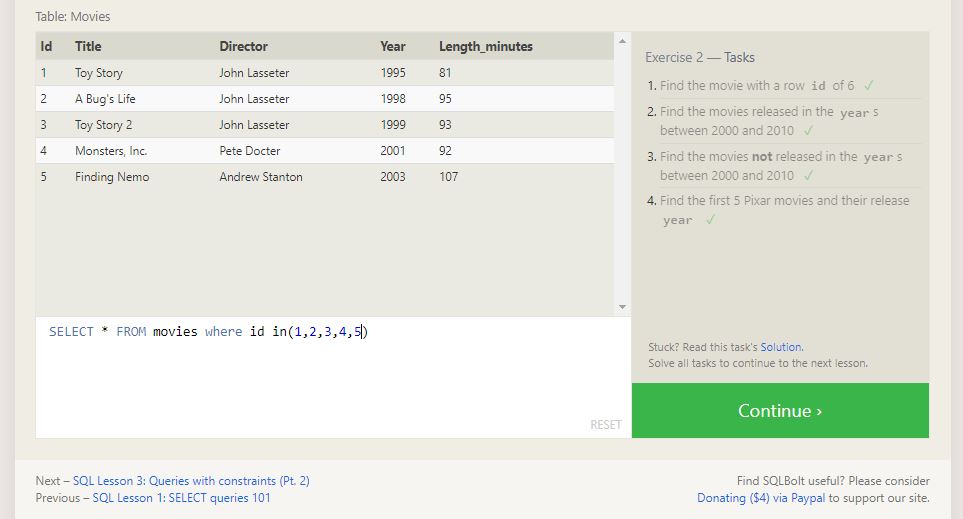 Table: Movies
Id Title Director Year Length_minutes
1 Toy Story John Lasseter 1995 81
2 A Bug's Life John Lasseter 1998 95
3 Toy Story 2 John Lasseter 1999 93
4 Monsters, Inc. Pete Docter 2001 92
5 Finding Nemo Andrew Stanton 2003 107
SELECT * FROM movies where id in(1,2,3,4,5)
RESET
Exercise 2 — Tasks
1. Find the movie with a row id of 6 ✓
2. Find the movies released in the year s
between 2000 and 2010 ✓
3. Find the movies not released in the year s
between 2000 and 2010 ✓
4. Find the first 5 Pixar movies and their release
year ✓
Stuck? Read this task's Solution.
Solve all tasks to continue to the next lesson.
Continue ›
Next – SQL Lesson 3: Queries with constraints (Pt. 2)
Previous – SQL Lesson 1: SELECT queries 101
Find SQLBolt useful? Please consider
Donating ($4) via Paypal to support our site.